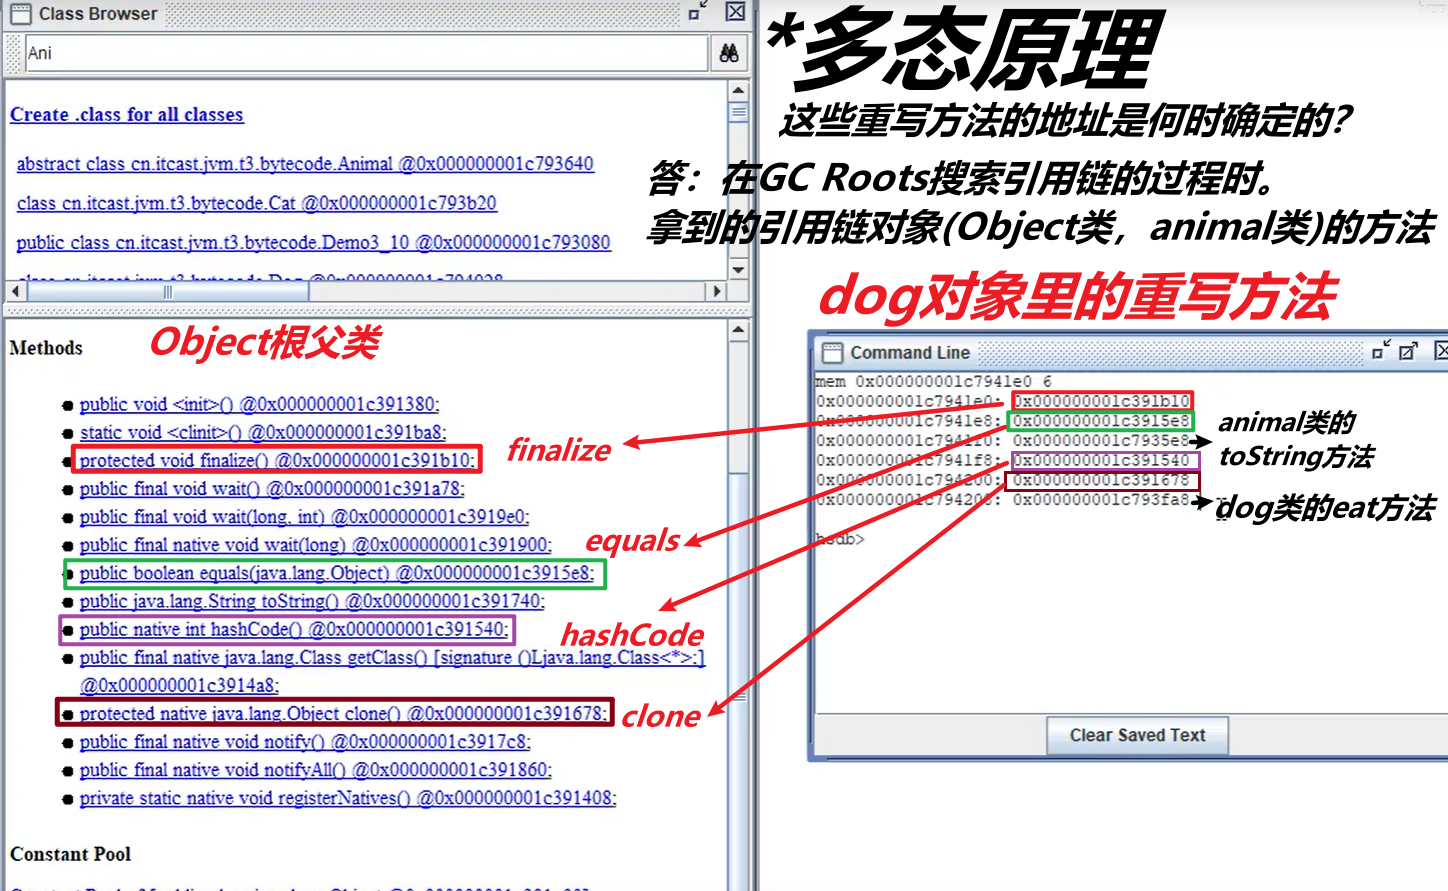 Class Browser
Ani
Create .class for all classes
abstract class cn.itcast.jvm.t3.bytecode.Animal @0x000000001c793640
class cn.itcast.jvm.t3.bytecode.Cat @0x000000001c793b20
public class cn.itcast.jvm.t3.bytecode.Demo3_10 @0x000000001c793080
*多态原理
这些重写方法的地址是何时确定的？
答：在GC Roots搜索引用链的过程时。
拿到的引用链对象(Object类，animal类)的方法
dog对象里的重写方法
Methods
Object根父类
public void <init>() @0x000000001c391380;
static void <clinit>() @0x000000001c391ba8;
protected void finalize() @0x000000001c391b10;
public final void wait() @0x000000001c391a78;
public final void wait(long, int) @0x000000001c3919e0;
public final native void wait(long) @0x000000001c391900;
public boolean equals(java.lang.Object) @0x000000001c3915e8;
public java.lang.String toString() @0x000000001c391740;
public native int hashCode() @0x000000001c391540;
public final native java.lang.Class getClass() [signature ()Ljava.lang.Class<*>;]
@0x000000001c3914a8;
protected native java.lang.Object clone() @0x000000001c391678;
public final native void notify() @0x000000001c3917c8;
public final native void notifyAll() @0x000000001c391860;
private static native void registerNatives() @0x000000001c391408;
Constant Pool
finalize
equals
hashCode
clone
Command Line
mem 0x000000001c7941e0 6
0x000000001c7941e0: 0x000000001c391b10
0x000000001c7941e8: 0x000000001c3915e8
0x000000001c7941f0: 0x000000001c7935e8
0x000000001c7941f8: 0x000000001c391540
0x000000001c794200: 0x000000001c391678
0x000000001c794208: 0x000000001c793fa8
hsdb>
animal类的
toString方法
dog类的eat方法
Clear Saved Text